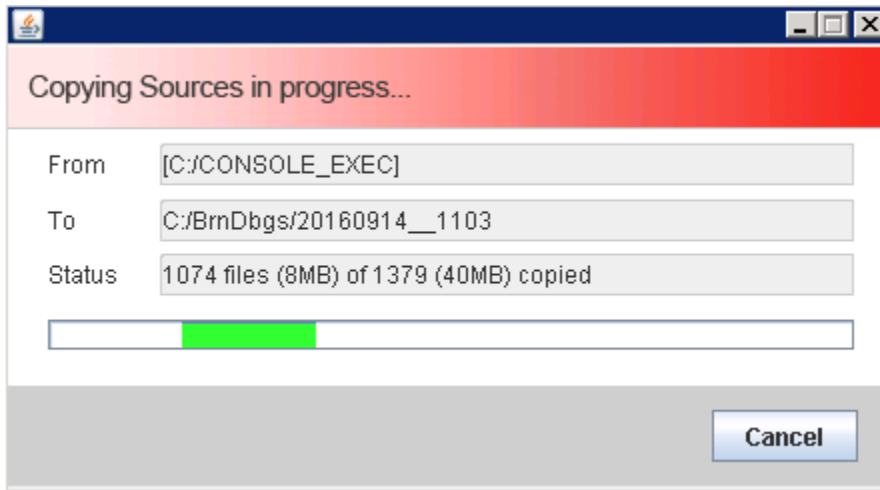 Copying Sources in progress...
From [C:/CONSOLE_EXEC]
To C:/BrnDbgs/20160914__1103
Status 1074 files (8MB) of 1379 (40MB) copied
Cancel